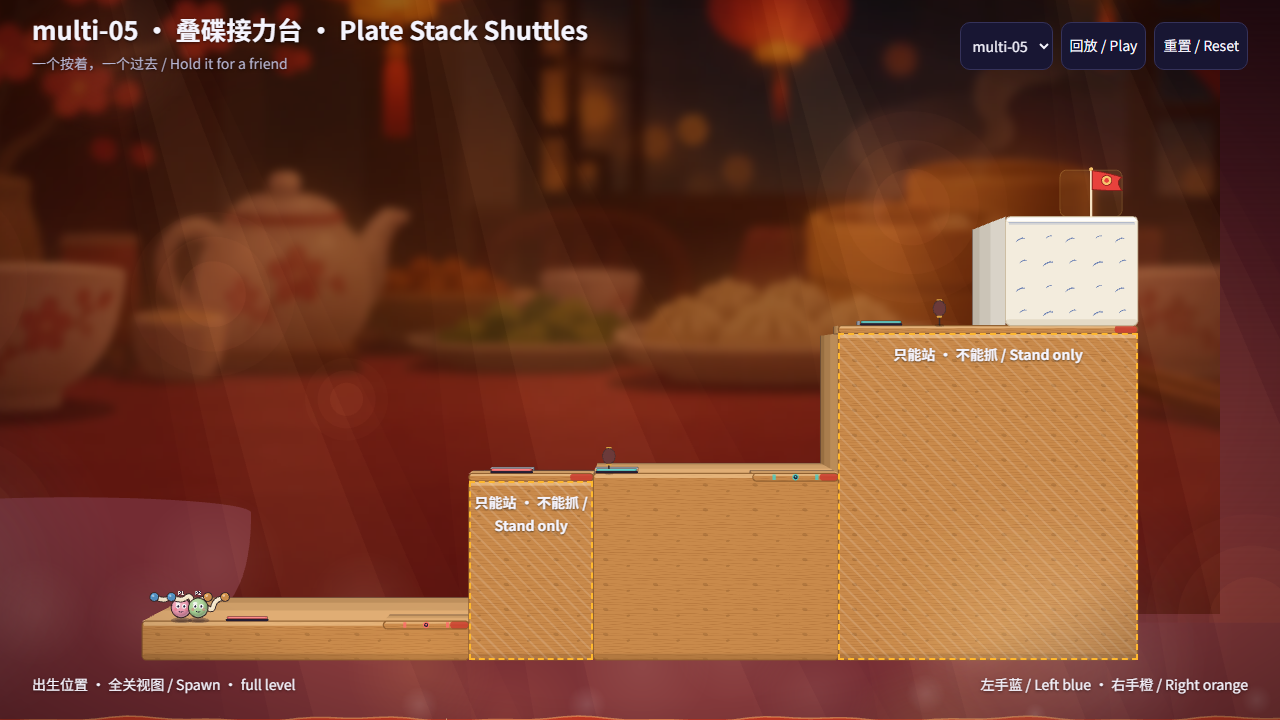 multi-05 · 叠碟接力台 · Plate Stack Shuttles
一个按着，一个过去 / Hold it for a friend
multi-05
回放 / Play
重置 / Reset
只能站 · 不能抓 / Stand only
只能站 · 不能抓 /
Stand only
P1 P2
出生位置 · 全关视图 / Spawn · full level
左手蓝 / Left blue · 右手橙 / Right orange